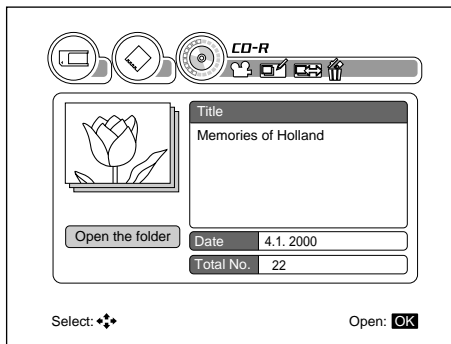 CD-R
Title
Memories of Holland
Open the folder
Date 4.1. 2000
Total No. 22
Select:
Open: OK